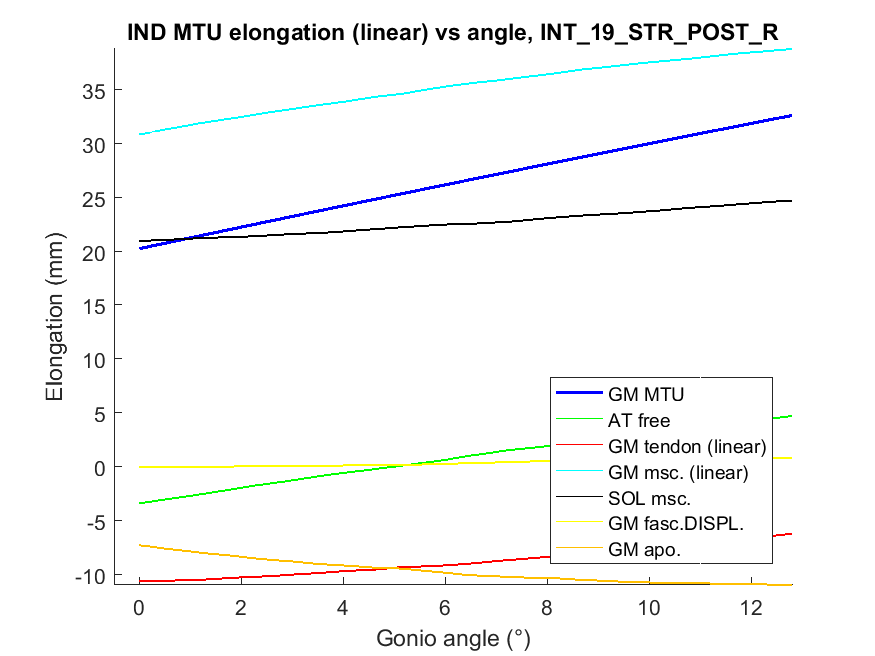 IND MTU elongation (linear) vs angle, INT_19_STR_POST_R
35
30
25
20
15
10
5
0
-5
-10
Elongation (mm)
GM MTU
AT free
GM tendon (linear)
GM msc. (linear)
SOL msc.
GM fasc.DISPL.
GM apo.
0 2 4 6 8 10 12
Gonio angle (°)